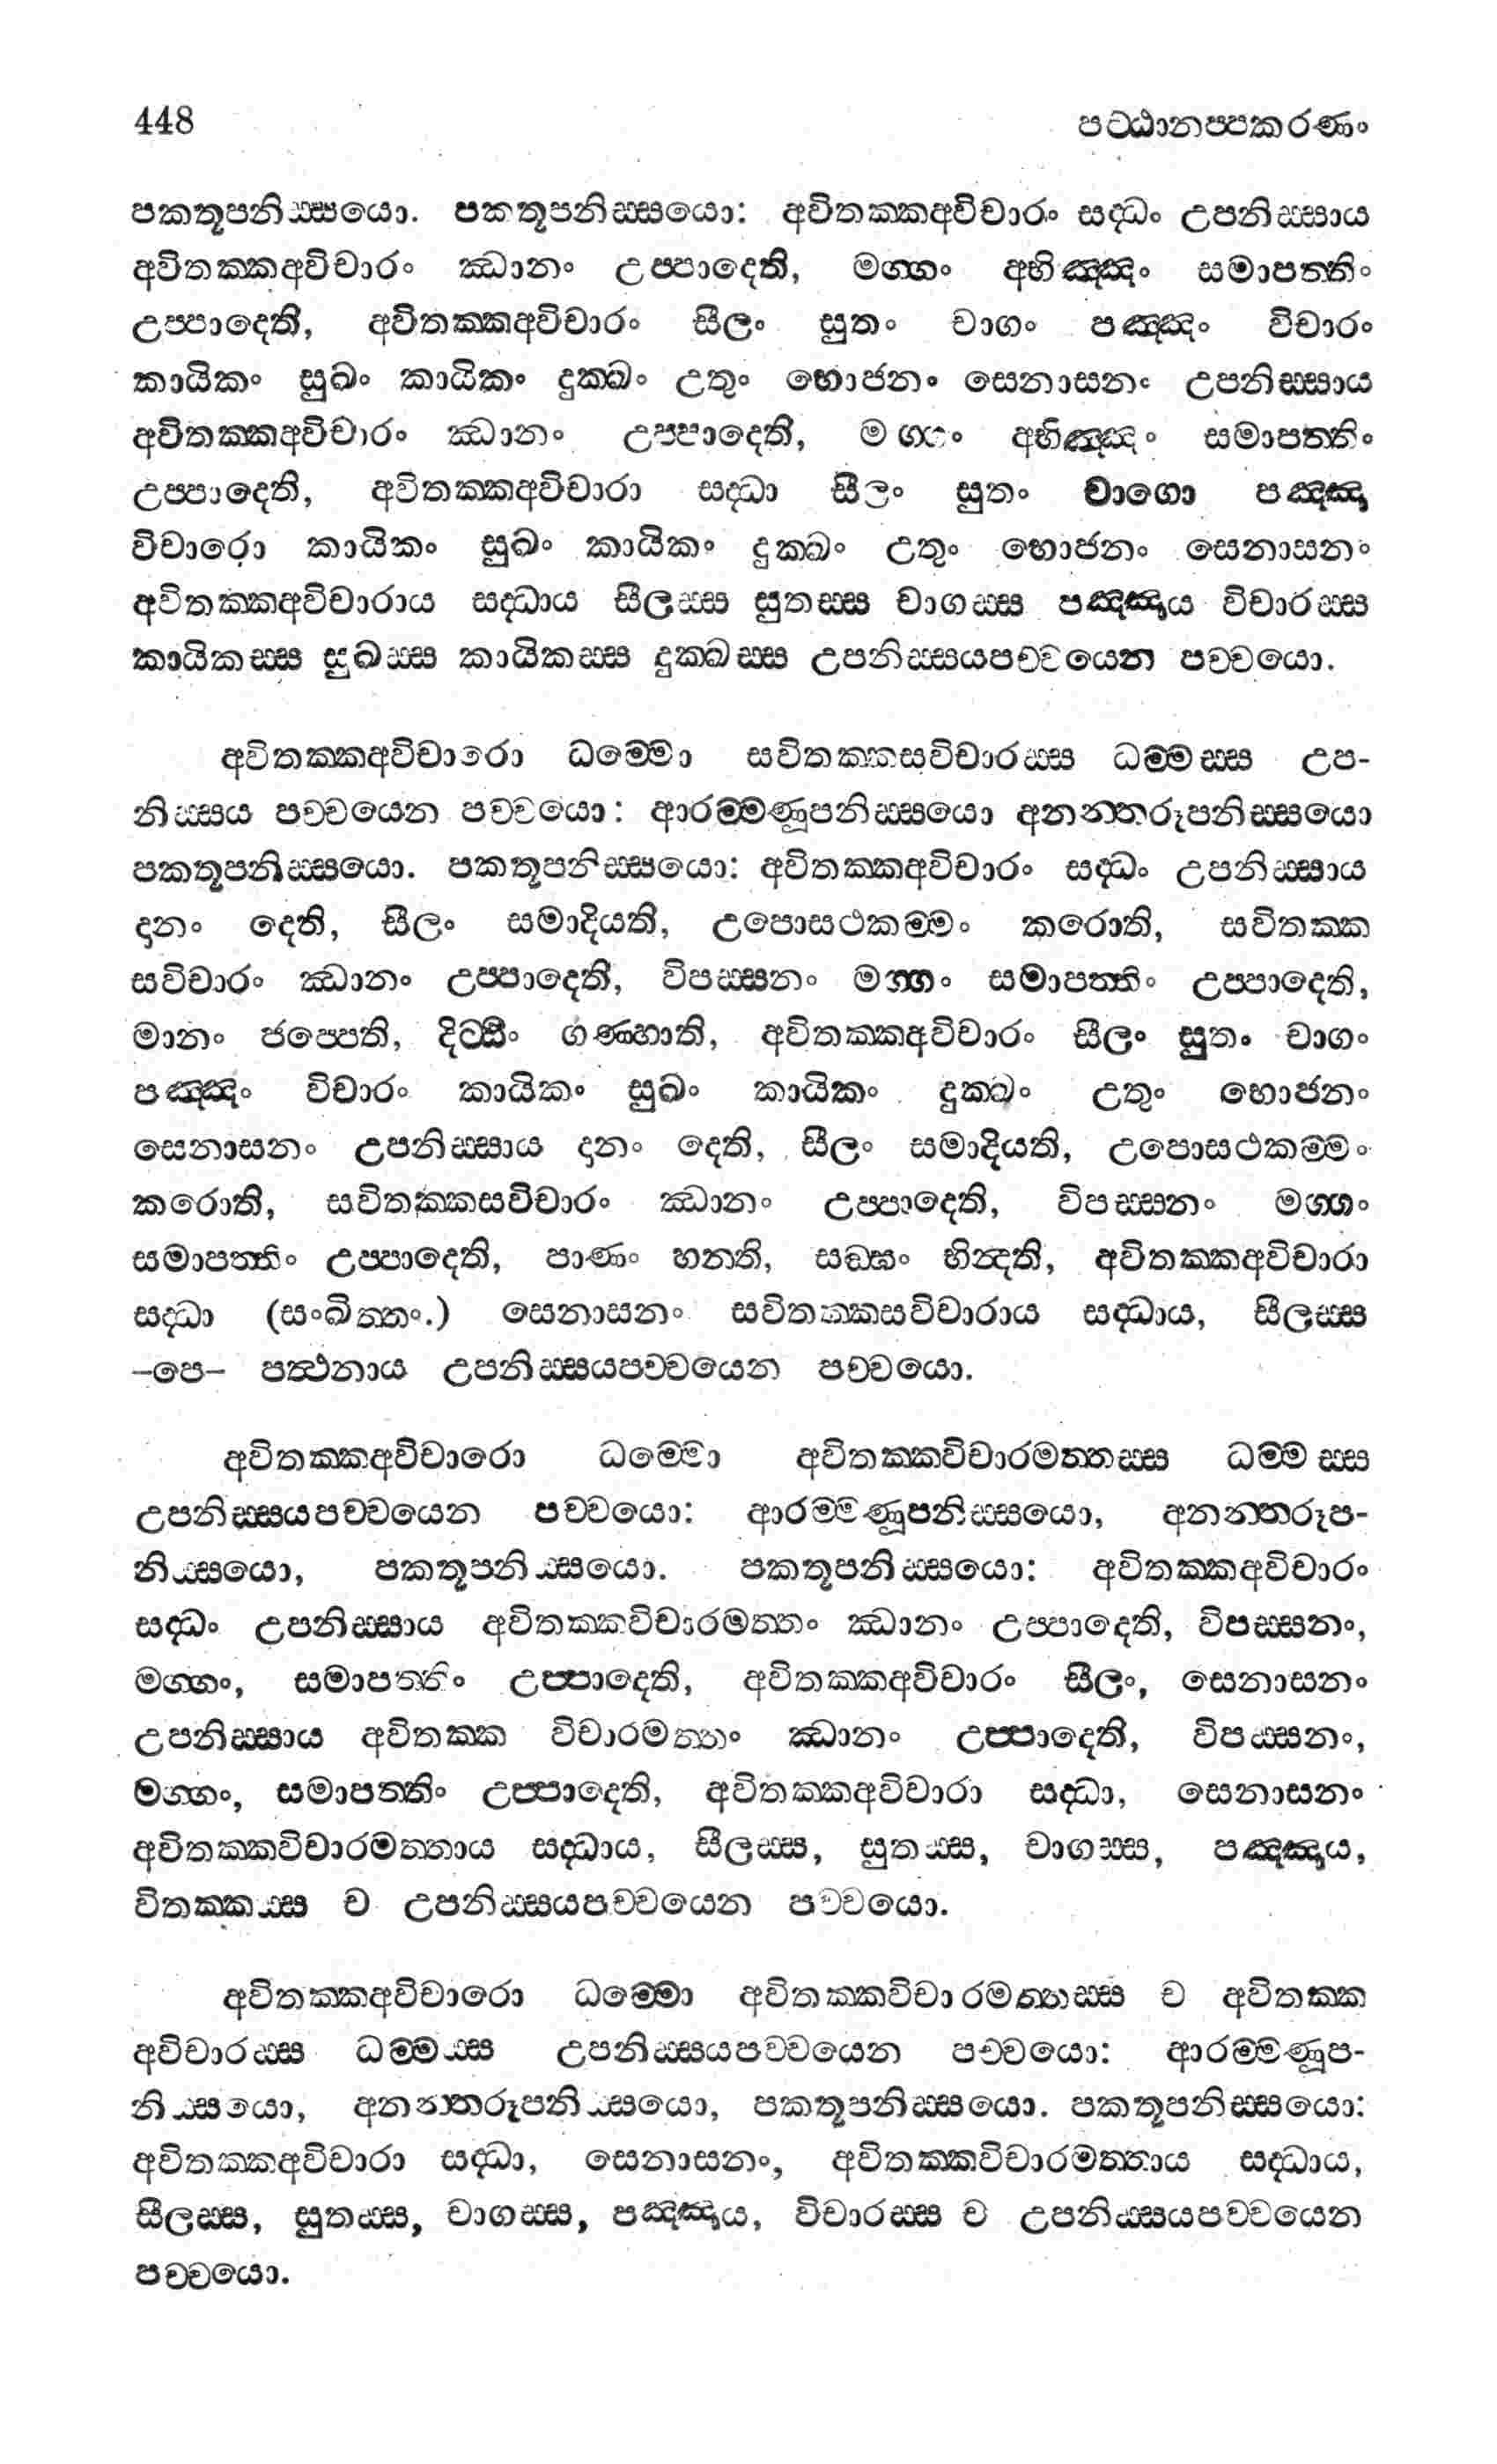 448 පට්ඨානප්පකරණං
පකතූපනිස්සයො. පකතූපනිස්සයො: අවිතක්කඅවිචාරං සද්ධං උපනිස්සාය
අවිතක්කඅවිචාරං ඣානං උප්පාදෙති, මග්ගං අභිඤ්ඤං සමාපත්තිං
උප්පාදෙති, අවිතක්කඅවිචාරං සීලං සුතං චාගං පඤ්ඤං විචාරං
කායිකං සුඛං කායිකං දුක්ඛං උතුං භොජනං සෙනාසනං උපනිස්සාය
අවිතක්කඅවිචාරං ඣානං උප්පාදෙති, මග්ගං අභිඤ්ඤං සමාපත්තිං
උප්පාදෙති, අවිතක්කඅවිචාරා සද්ධා සීලං සුතං චාගො පඤ්ඤා
විචාරො කායිකං සුඛං කායිකං දුක්ඛං උතුං භොජනං සෙනාසනං
අවිතක්කඅවිචාරාය සද්ධාය සීලස්ස සුතස්ස චාගස්ස පඤ්ඤාය විචාරස්ස
කායිකස්ස සුඛස්ස කායිකස්ස දුක්ඛස්ස උපනිස්සයපච්චයෙන පච්චයො.
අවිතක්කඅවිචාරො ධම්මො සවිතක්කසවිචාරස්ස ධම්මස්ස උප-
නිස්සය පච්චයෙන පච්චයො: ආරම්මණූපනිස්සයො අනන්තරූපනිස්සයො
පකතූපනිස්සයො. පකතූපනිස්සයො: අවිතක්කඅවිචාරං සද්ධං උපනිස්සාය
දානං දෙති, සීලං සමාදියති, උපොසථකම්මං කරොති, සවිතක්ක
සවිචාරං ඣානං උප්පාදෙති, විපස්සනං මග්ගං සමාපත්තිං උප්පාදෙති,
මානං ජප්පෙති, දිට්ඨිං ගණ්හාති, අවිතක්කඅවිචාරං සීලං සුතං චාගං
පඤ්ඤං විචාරං කායිකං සුඛං කායිකං දුක්ඛං උතුං භොජනං
සෙනාසනං උපනිස්සාය දානං දෙති, සීලං සමාදියති, උපොසථකම්මං
කරොති, සවිතක්කසවිචාරං ඣානං උප්පාදෙති, විපස්සනං මග්ගං
සමාපත්තිං උප්පාදෙති, පාණං හනති, සඞ්ඝං භින්දති, අවිතක්කඅවිචාරා
සද්ධා (සංඛිත්තං.) සෙනාසනං සවිතක්කසවිචාරාය සද්ධාය, සීලස්ස
–පෙ– පත්ථනාය උපනිස්සයපච්චයෙන පච්චයො.
අවිතක්කඅවිචාරො ධම්මො අවිතක්කවිචාරමත්තස්ස ධම්මස්ස
උපනිස්සයපච්චයෙන පච්චයො: ආරම්මණූපනිස්සයො, අනන්තරූප-
නිස්සයො, පකතූපනිස්සයො. පකතූපනිස්සයො: අවිතක්කඅවිචාරං
සද්ධං උපනිස්සාය අවිතක්කවිචාරමත්තං ඣානං උප්පාදෙති, විපස්සනං,
මග්ගං, සමාපත්තිං උප්පාදෙති, අවිතක්කඅවිචාරං සීලං, සෙනාසනං
උපනිස්සාය අවිතක්ක විචාරමත්තං ඣානං උප්පාදෙති, විපස්සනං,
මග්ගං, සමාපත්තිං උප්පාදෙති, අවිතක්කඅවිචාරා සද්ධා, සෙනාසනං
අවිතක්කවිචාරමත්තාය සද්ධාය, සීලස්ස, සුතස්ස, චාගස්ස, පඤ්ඤාය,
විතක්කස්ස ච උපනිස්සයපච්චයෙන පච්චයො.
අවිතක්කඅවිචාරො ධම්මො අවිතක්කවිචාරමත්තස්ස ච අවිතක්ක
අවිචාරස්ස ධම්මස්ස උපනිස්සයපච්චයෙන පච්චයො: ආරම්මණූප-
නිස්සයො, අනන්තරූපනිස්සයො, පකතූපනිස්සයො. පකතූපනිස්සයො:
අවිතක්කඅවිචාරා සද්ධා, සෙනාසනං, අවිතක්කවිචාරමත්තාය සද්ධාය,
සීලස්ස, සුතස්ස, චාගස්ස, පඤ්ඤාය, විචාරස්ස ච උපනිස්සයපච්චයෙන
පච්චයො.